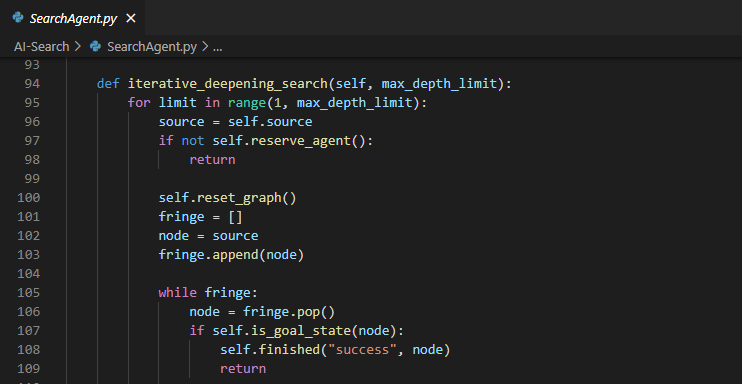 SearchAgent.py ×
AI-Search > SearchAgent.py > ...
93
94 def iterative_deepening_search(self, max_depth_limit):
95 for limit in range(1, max_depth_limit):
96 source = self.source
97 if not self.reserve_agent():
98 return
99
100 self.reset_graph()
101 fringe = []
102 node = source
103 fringe.append(node)
104
105 while fringe:
106 node = fringe.pop()
107 if self.is_goal_state(node):
108 self.finished("success", node)
109 return